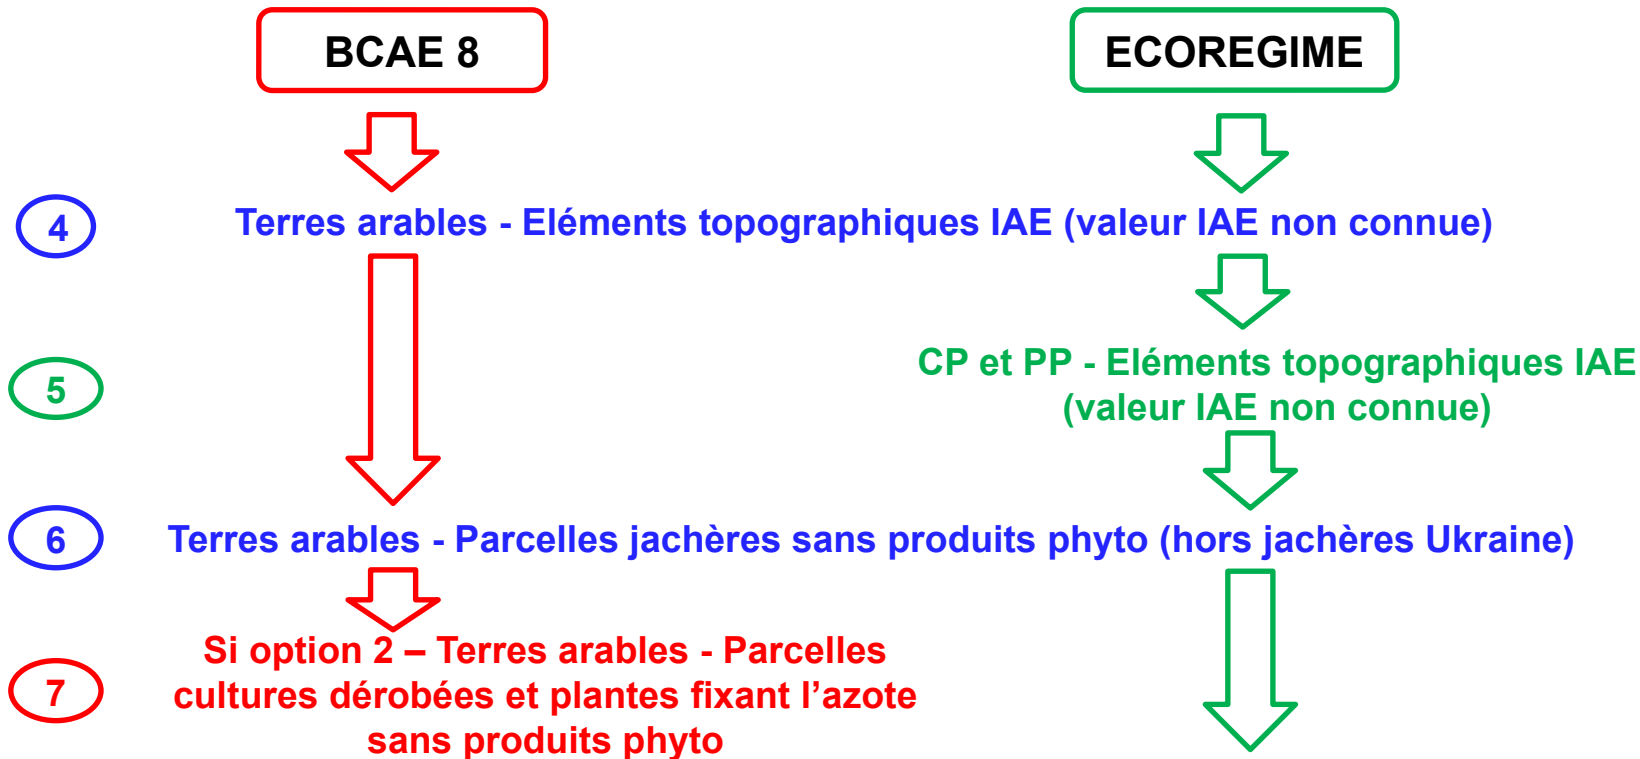 BCAE 8
ECOREGIME
4
Terres arables - Eléments topographiques IAE (valeur IAE non connue)
5
CP et PP - Eléments topographiques IAE
(valeur IAE non connue)
6
Terres arables - Parcelles jachères sans produits phyto (hors jachères Ukraine)
7
Si option 2 – Terres arables - Parcelles
cultures dérobées et plantes fixant l’azote
sans produits phyto